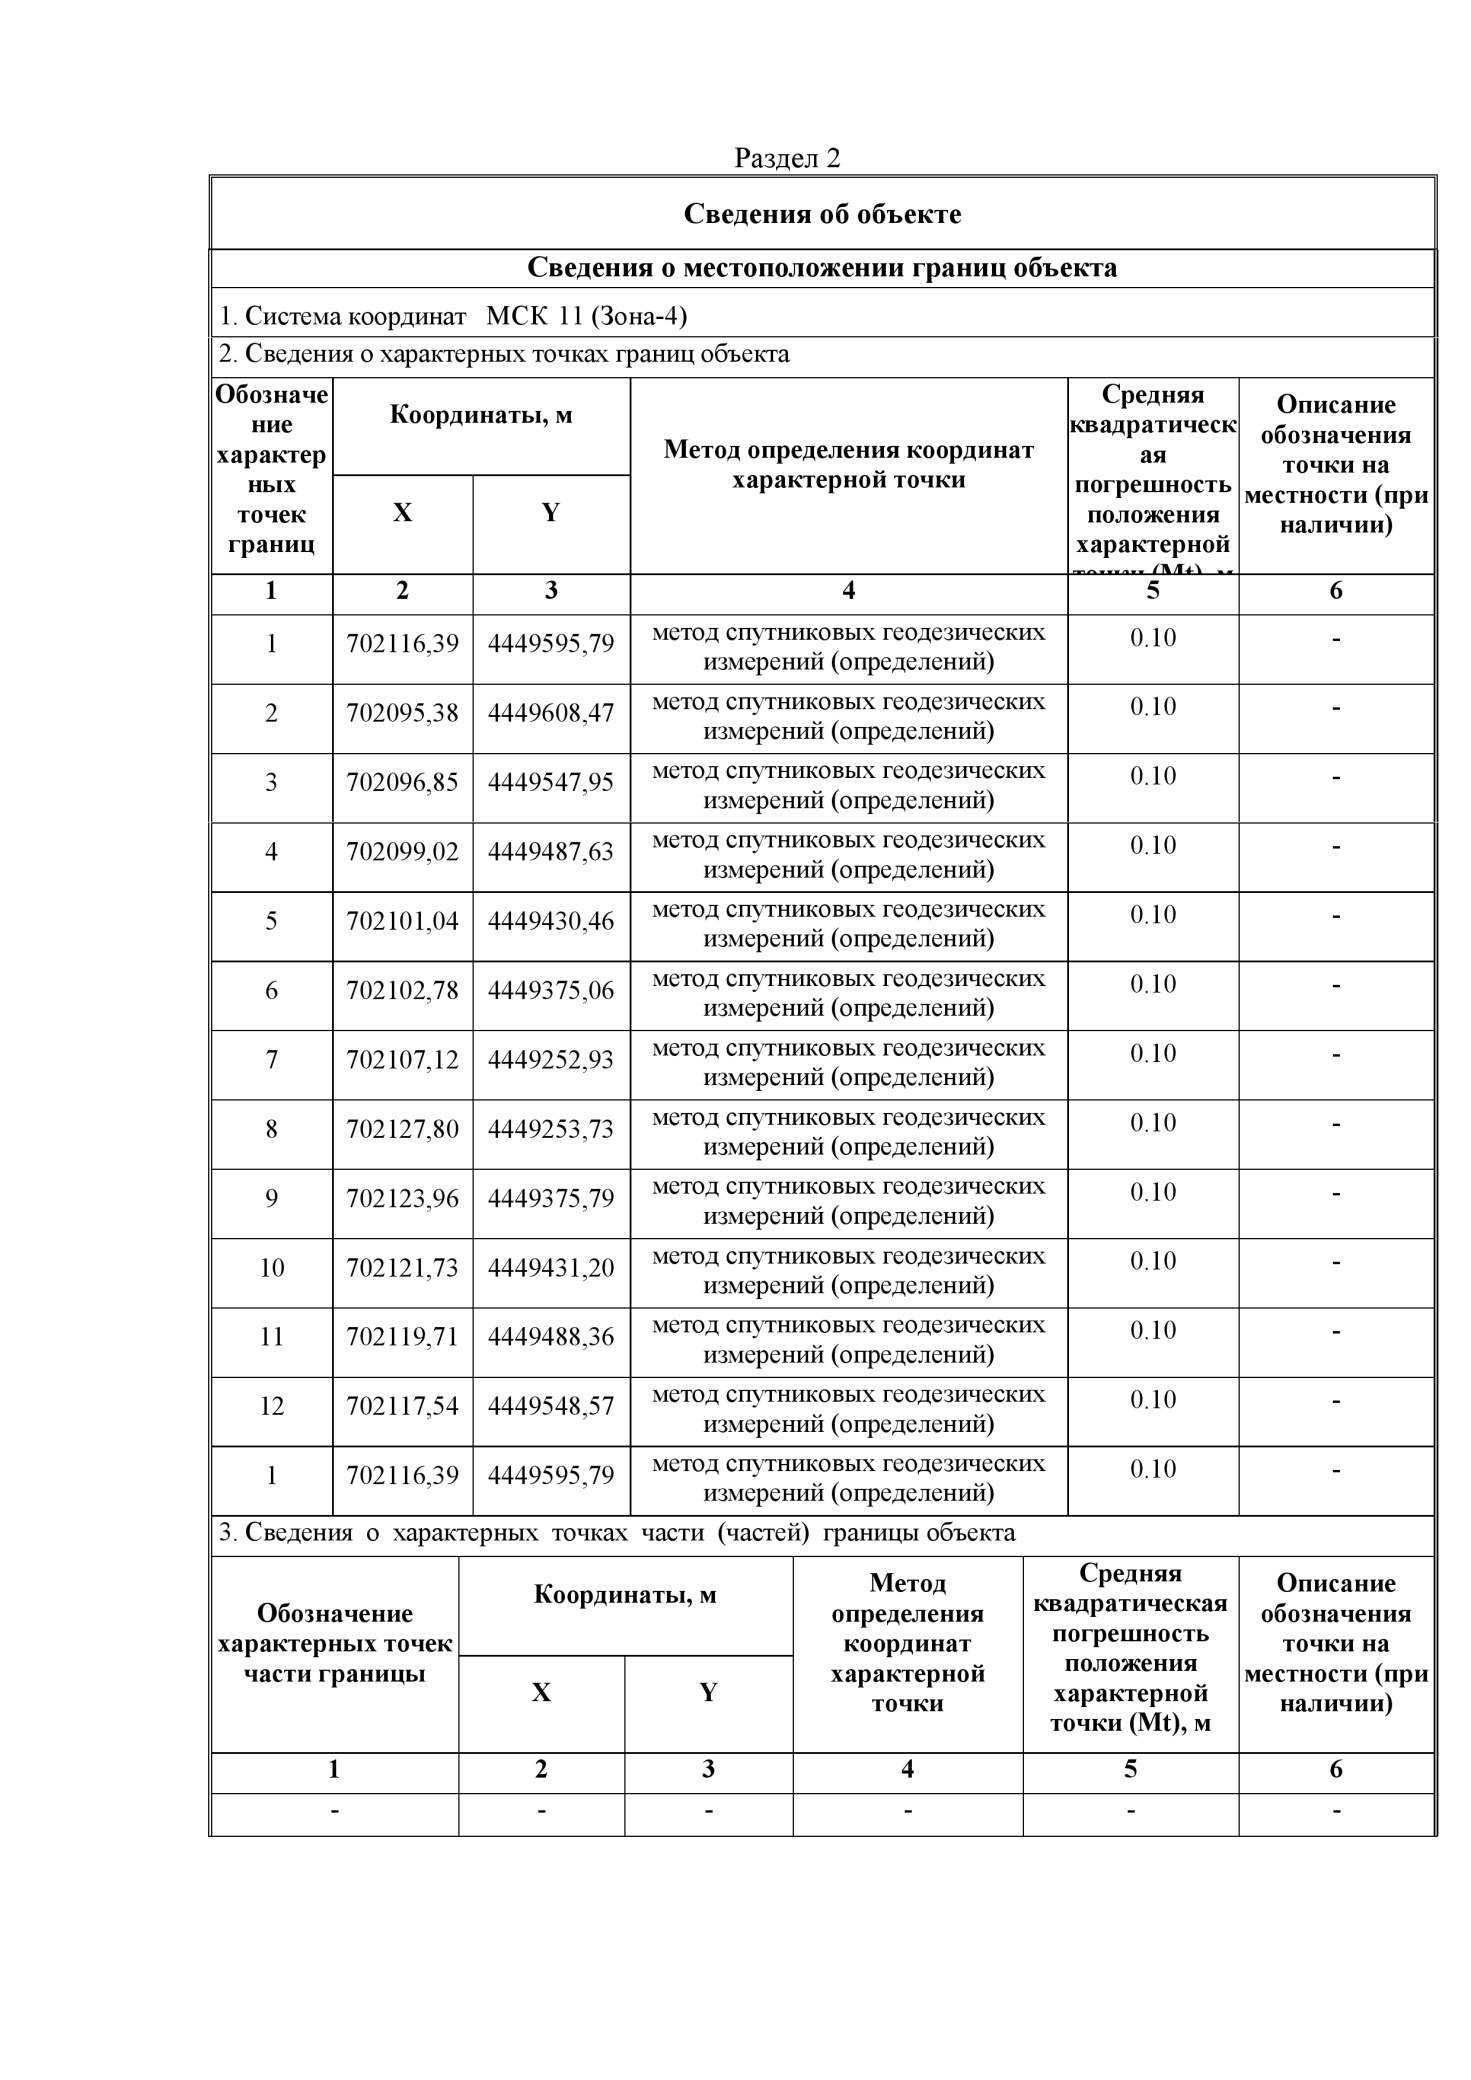 Раздел 2
Сведения об объекте
Сведения о местоположении границ объекта
1. Система координат МСК 11 (Зона-4)
2. Сведения о характерных точках границ объекта
Обозначе
ние
характер
ных
точек
границ
Координаты, м
X
Y
Метод определения координат
характерной точки
Средняя
квадратическ
ая
погрешность
положения
характерной
точки (Mt), м
Описание
обозначения
точки на
местности (при
наличии)
1 2 3 4 5 6
1 702116,39 4449595,79 метод спутниковых геодезических 0.10 -
измерений (определений)
2 702095,38 4449608,47 метод спутниковых геодезических 0.10 -
измерений (определений)
3 702096,85 4449547,95 метод спутниковых геодезических 0.10 -
измерений (определений)
4 702099,02 4449487,63 метод спутниковых геодезических 0.10 -
измерений (определений)
5 702101,04 4449430,46 метод спутниковых геодезических 0.10 -
измерений (определений)
6 702102,78 4449375,06 метод спутниковых геодезических 0.10 -
измерений (определений)
7 702107,12 4449252,93 метод спутниковых геодезических 0.10 -
измерений (определений)
8 702127,80 4449253,73 метод спутниковых геодезических 0.10 -
измерений (определений)
9 702123,96 4449375,79 метод спутниковых геодезических 0.10 -
измерений (определений)
10 702121,73 4449431,20 метод спутниковых геодезических 0.10 -
измерений (определений)
11 702119,71 4449488,36 метод спутниковых геодезических 0.10 -
измерений (определений)
12 702117,54 4449548,57 метод спутниковых геодезических 0.10 -
измерений (определений)
1 702116,39 4449595,79 метод спутниковых геодезических 0.10 -
измерений (определений)
3. Сведения о характерных точках части (частей) границы объекта
Обозначение
характерных точек
части границы
Координаты, м
X
Y
Метод
определения
координат
характерной
точки
Средняя
квадратическая
погрешность
положения
характерной
точки (Mt), м
Описание
обозначения
точки на
местности (при
наличии)
1 2 3 4 5 6
- - - - - -